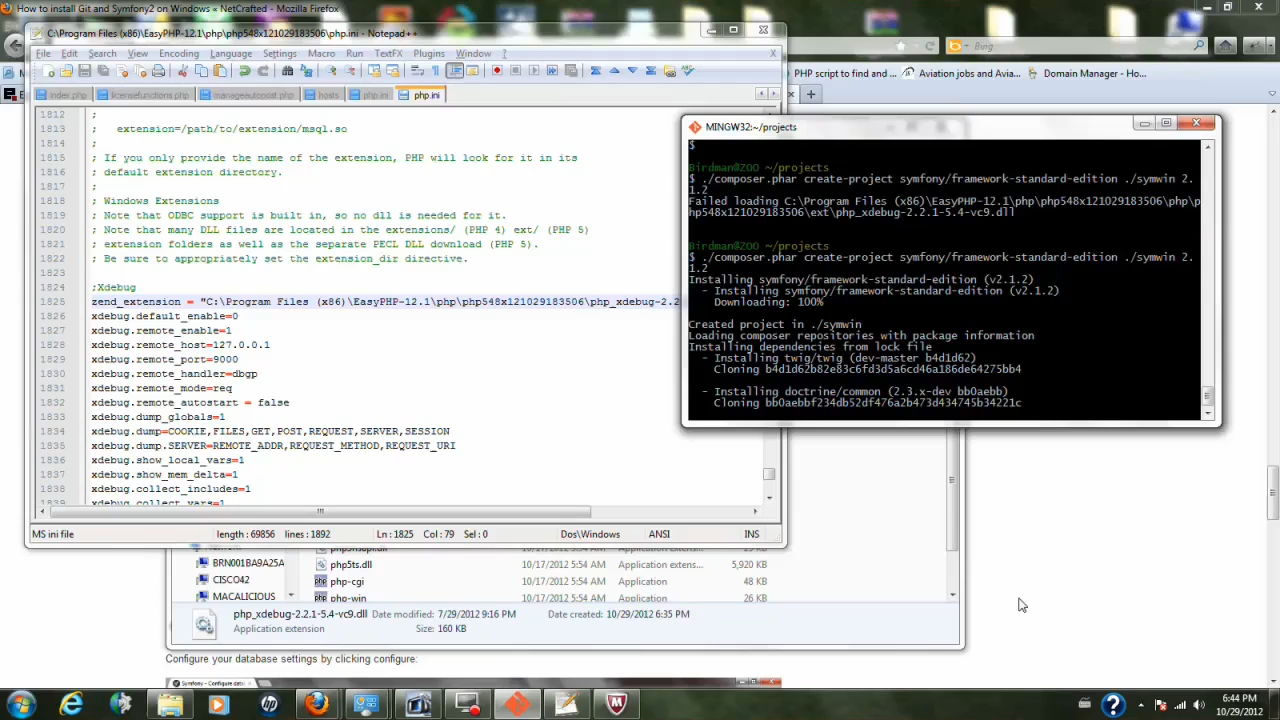 How to install Git and Symfony2 on Windows « NetCrafted - Mozilla Firefox
C:\Program Files (x86)\EasyPHP-12.1\php\php548x121029183506\php.ini - Notepad++
File Edit Search View Encoding Language Settings Macro Run TextFX Plugins Window
X
Bing
PHP script to find and ...
Aviation jobs and Avia...
Domain Manager - Ho...
index.php licensefunctions.php manageautopost.php hosts php.ini php.ini
1812 ;
1813 ;   extension=/path/to/extension/msql.so
1814 ;
1815 ; If you only provide the name of the extension, PHP will look for it in its
1816 ; default extension directory.
1817 ;
1818 ; Windows Extensions
1819 ; Note that ODBC support is built in, so no dll is needed for it.
1820 ; Note that many DLL files are located in the extensions/ (PHP 4) ext/ (PHP 5)
1821 ; extension folders as well as the separate PECL DLL download (PHP 5).
1822 ; Be sure to appropriately set the extension_dir directive.
1823
1824 ;Xdebug
1825 zend_extension = "C:\Program Files (x86)\EasyPHP-12.1\php\php548x121029183506\php_xdebug-2.2
1826 xdebug.default_enable=0
1827 xdebug.remote_enable=1
1828 xdebug.remote_host=127.0.0.1
1829 xdebug.remote_port=9000
1830 xdebug.remote_handler=dbgp
1831 xdebug.remote_mode=req
1832 xdebug.remote_autostart = false
1833 xdebug.dump_globals=1
1834 xdebug.dump=COOKIE,FILES,GET,POST,REQUEST,SERVER,SESSION
1835 xdebug.dump.SERVER=REMOTE_ADDR,REQUEST_METHOD,REQUEST_URI
1836 xdebug.show_local_vars=1
1837 xdebug.show_mem_delta=1
1838 xdebug.collect_includes=1
1839 xdebug.collect_vars=1
MS ini file length : 69856 lines : 1892 Ln : 1825 Col : 79 Sel : 0 Dos\Windows ANSI INS
MINGW32:~/projects
$
Birdman@ZOO ~/projects
$ ./composer.phar create-project symfony/framework-standard-edition ./symwin 2.
1.2
Failed loading C:\Program Files (x86)\EasyPHP-12.1\php\php548x121029183506\php\p
hp548x121029183506\ext\php_xdebug-2.2.1-5.4-vc9.dll
Birdman@ZOO ~/projects
$ ./composer.phar create-project symfony/framework-standard-edition ./symwin 2.
1.2
Installing symfony/framework-standard-edition (v2.1.2)
- Installing symfony/framework-standard-edition (v2.1.2)
Downloading: 100%
Created project in ./symwin
Loading composer repositories with package information
Installing dependencies from lock file
- Installing twig/twig (dev-master b4d1d62)
Cloning b4d1d62b82e83c6fd3d5a6cd46a186de64275bb4
- Installing doctrine/common (2.3.x-dev bb0aebb)
Cloning bb0aebbf234db52df476a2b473d434745b34221c
BRN001BA9A25A
CISCO42
MACALICIOUS
10/17/2012 5:54 AM Application extens...
php5ts.dll 10/17/2012 5:54 AM Application extens... 5,920 KB
php-cgi 10/17/2012 5:54 AM Application 48 KB
php-win 10/17/2012 5:54 AM Application 26 KB
php_xdebug-2.2.1-5.4-vc9.dll Date modified: 7/29/2012 9:16 PM Date created: 10/29/2012 6:35 PM
Application extension Size: 160 KB
Configure your database settings by clicking configure:
6:44 PM
10/29/2012